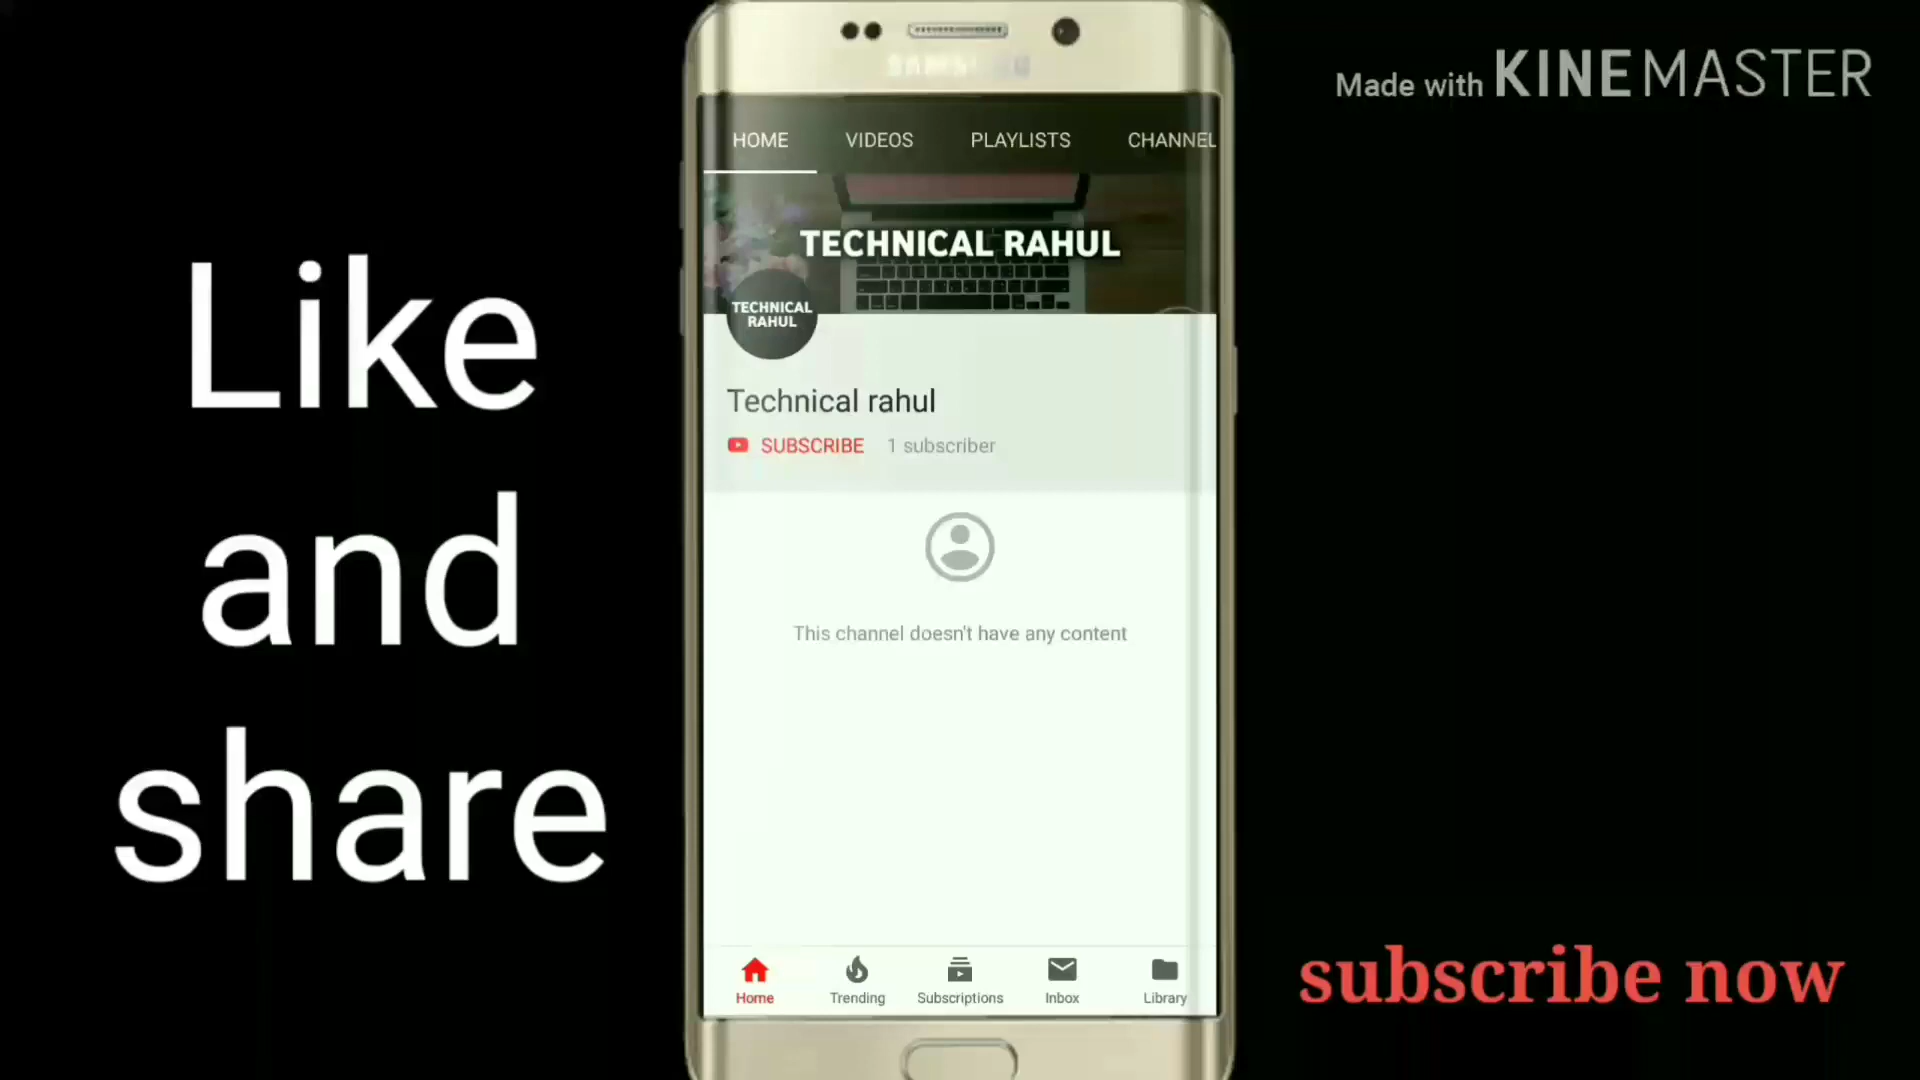 Made with KINEMASTER
SAMSUNG
HOME VIDEOS PLAYLISTS CHANNEL
TECHNICAL RAHUL
TECHNICAL
RAHUL
Technical rahul
SUBSCRIBE 1 subscriber
This channel doesn't have any content
Home Trending Subscriptions Inbox Library
Like
and
share
subscribe now